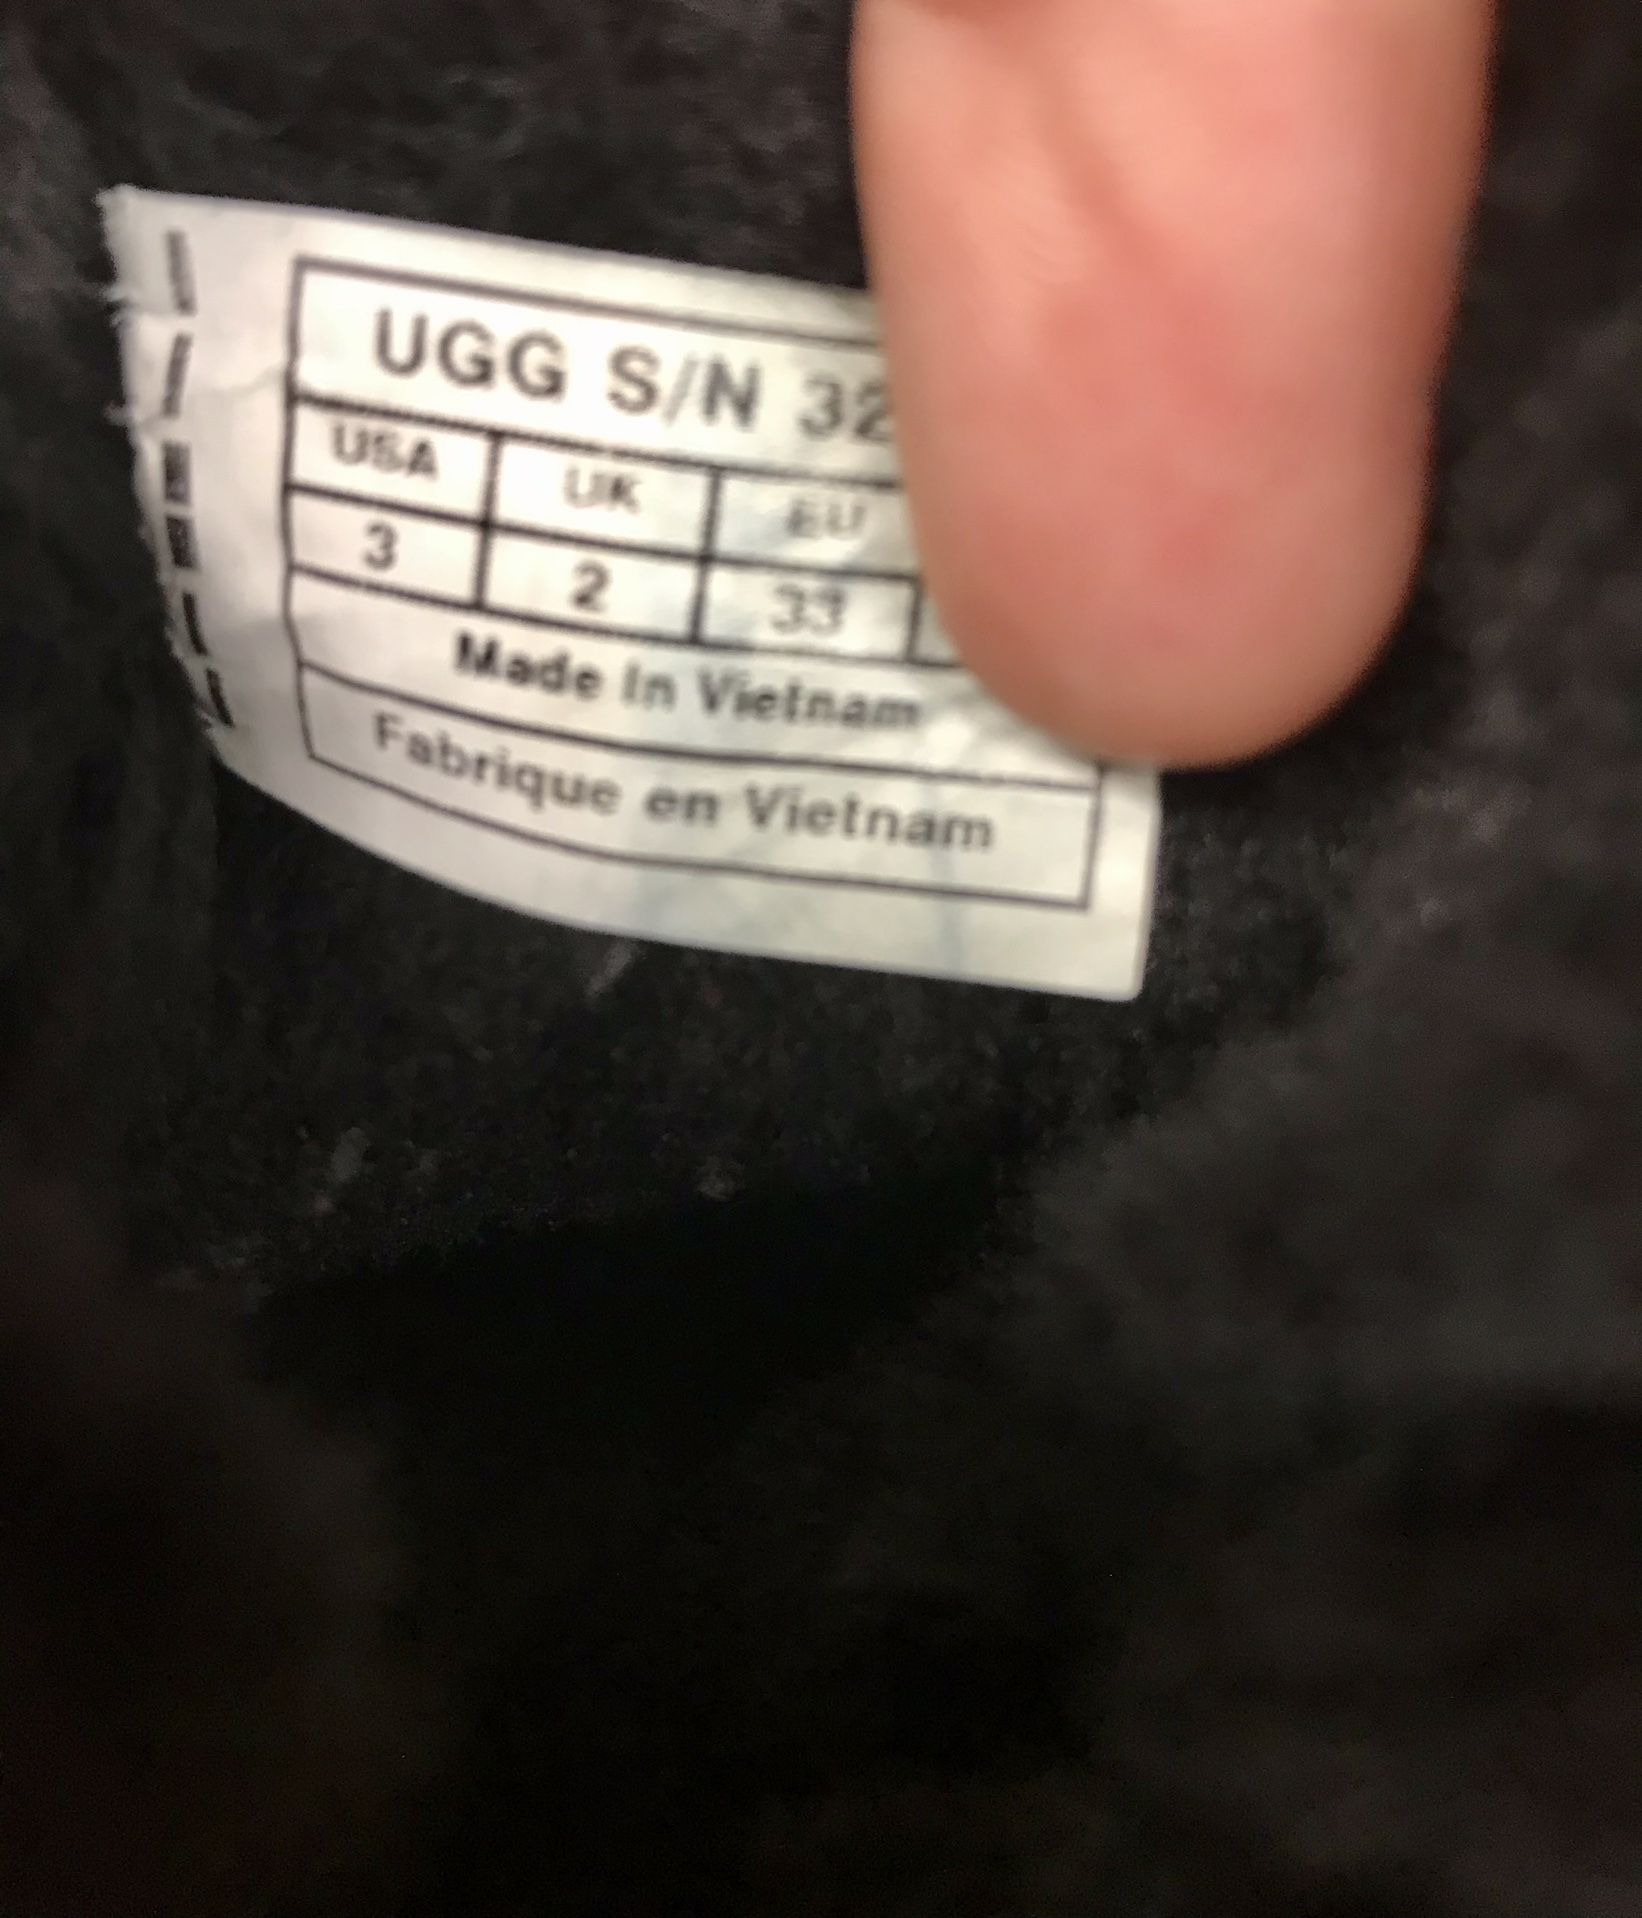 UGG S/N 32
USA UK EU
3 2 33
Made In Vietnam
Fabrique en Vietnam